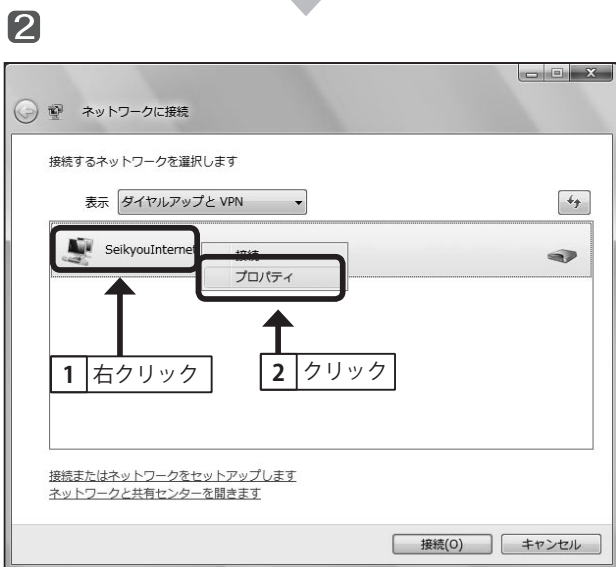 2
ネットワークに接続
接続するネットワークを選択します
表示 ダイヤルアップと VPN
SeikyouInternet
接続
プロパティ
1 右クリック
2 クリック
接続またはネットワークをセットアップします
ネットワークと共有センターを開きます
接続(O) キャンセル